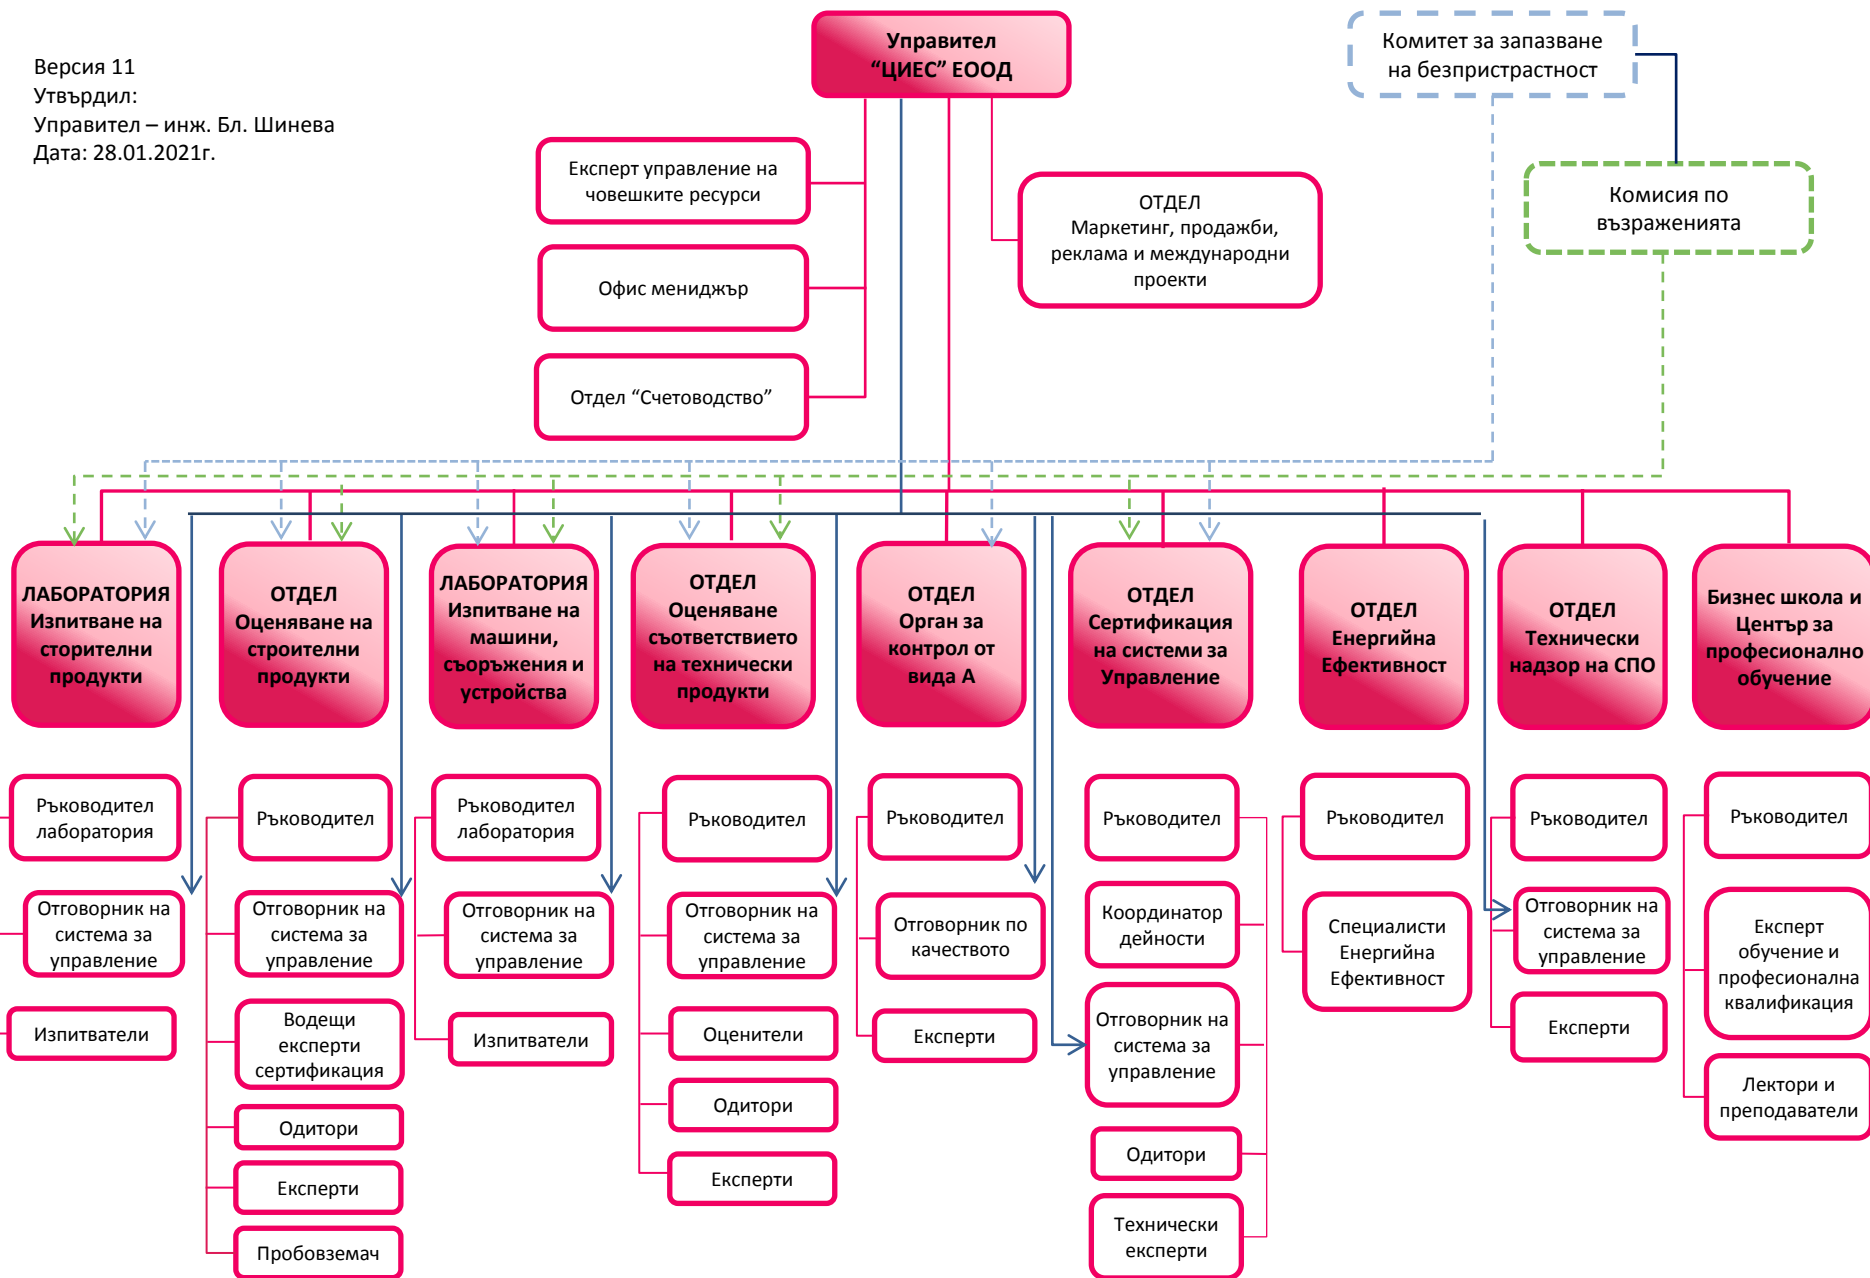 Версия 11
Утвърдил:
Управител – инж. Бл. Шинева
Дата: 28.01.2021г.
Управител
“ЦИЕС” ЕООД
Комитет за запазване
на безпристрастност
Експерт управление на
човешките ресурси
ОТДЕЛ
Маркетинг, продажби,
реклама и международни
проекти
Комисия по
възраженията
Офис мениджър
Отдел “Счетоводство”
ЛАБОРАТОРИЯ
Изпитване на
сторителни
продукти
ОТДЕЛ
Оценяване на
строителни
продукти
ЛАБОРАТОРИЯ
Изпитване на
машини,
съоръжения и
устройства
ОТДЕЛ
Оценяване
съответствието
на технически
продукти
ОТДЕЛ
Орган за
контрол от
вида А
ОТДЕЛ
Сертификация
на системи за
Управление
ОТДЕЛ
Енергийна
Ефективност
ОТДЕЛ
Технически
надзор на СПО
Бизнес школа и
Център за
професионално
обучение
Ръководител
лаборатория
Отговорник на
система за
управление
Изпитватели
Ръководител
Отговорник на
система за
управление
Водещи
експерти
сертификация
Одитори
Експерти
Пробовземач
Ръководител
лаборатория
Отговорник на
система за
управление
Изпитватели
Ръководител
Отговорник на
система за
управление
Оценители
Одитори
Експерти
Ръководител
Отговорник по
качеството
Експерти
Ръководител
Координатор
дейности
Отговорник на
система за
управление
Одитори
Технически
експерти
Ръководител
Специалисти
Енергийна
Ефективност
Ръководител
Отговорник на
система за
управление
Експерти
Ръководител
Експерт
обучение и
професионална
квалификация
Лектори и
преподаватели